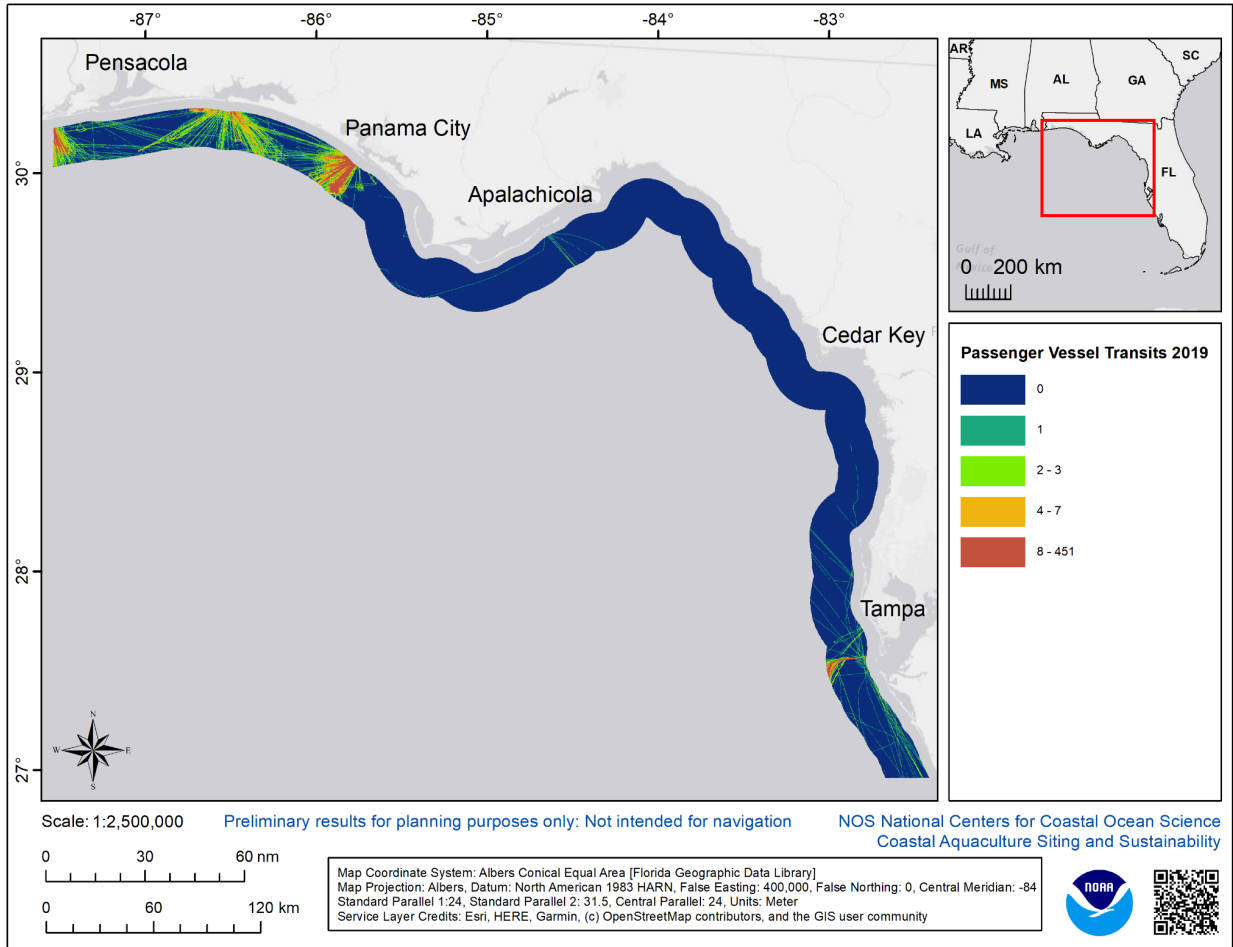 -87° -86° -85° -84° -83°
Pensacola
Panama City
Apalachicola
Cedar Key
Tampa
30°
29°
28°
27°
N
W E
S
AR
MS
AL
GA
SC
LA
FL
Gulf of
Mexico
0 200 km
Passenger Vessel Transits 2019
0
1
2 - 3
4 - 7
8 - 451
Scale: 1:2,500,000
Preliminary results for planning purposes only: Not intended for navigation
NOS National Centers for Coastal Ocean Science
Coastal Aquaculture Siting and Sustainability
0 30 60 nm
0 60 120 km
Map Coordinate System: Albers Conical Equal Area [Florida Geographic Data Library]
Map Projection: Albers, Datum: North American 1983 HARN, False Easting: 400,000, False Northing: 0, Central Meridian: -84
Standard Parallel 1:24, Standard Parallel 2: 31.5, Central Parallel: 24, Units: Meter
Service Layer Credits: Esri, HERE, Garmin, (c) OpenStreetMap contributors, and the GIS user community
NOAA